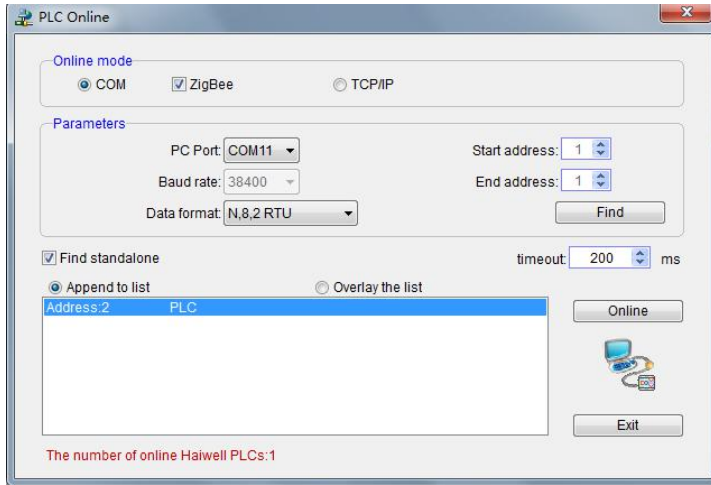 PLC Online
Online mode
COM ZigBee TCP/IP
Parameters
PC Port: COM11 Start address: 1
Baud rate: 38400 End address: 1
Data format: N,8,2 RTU Find
Find standalone timeout: 200 ms
Append to list Overlay the list
Address:2 PLC
Online
Exit
The number of online Haiwell PLCs:1